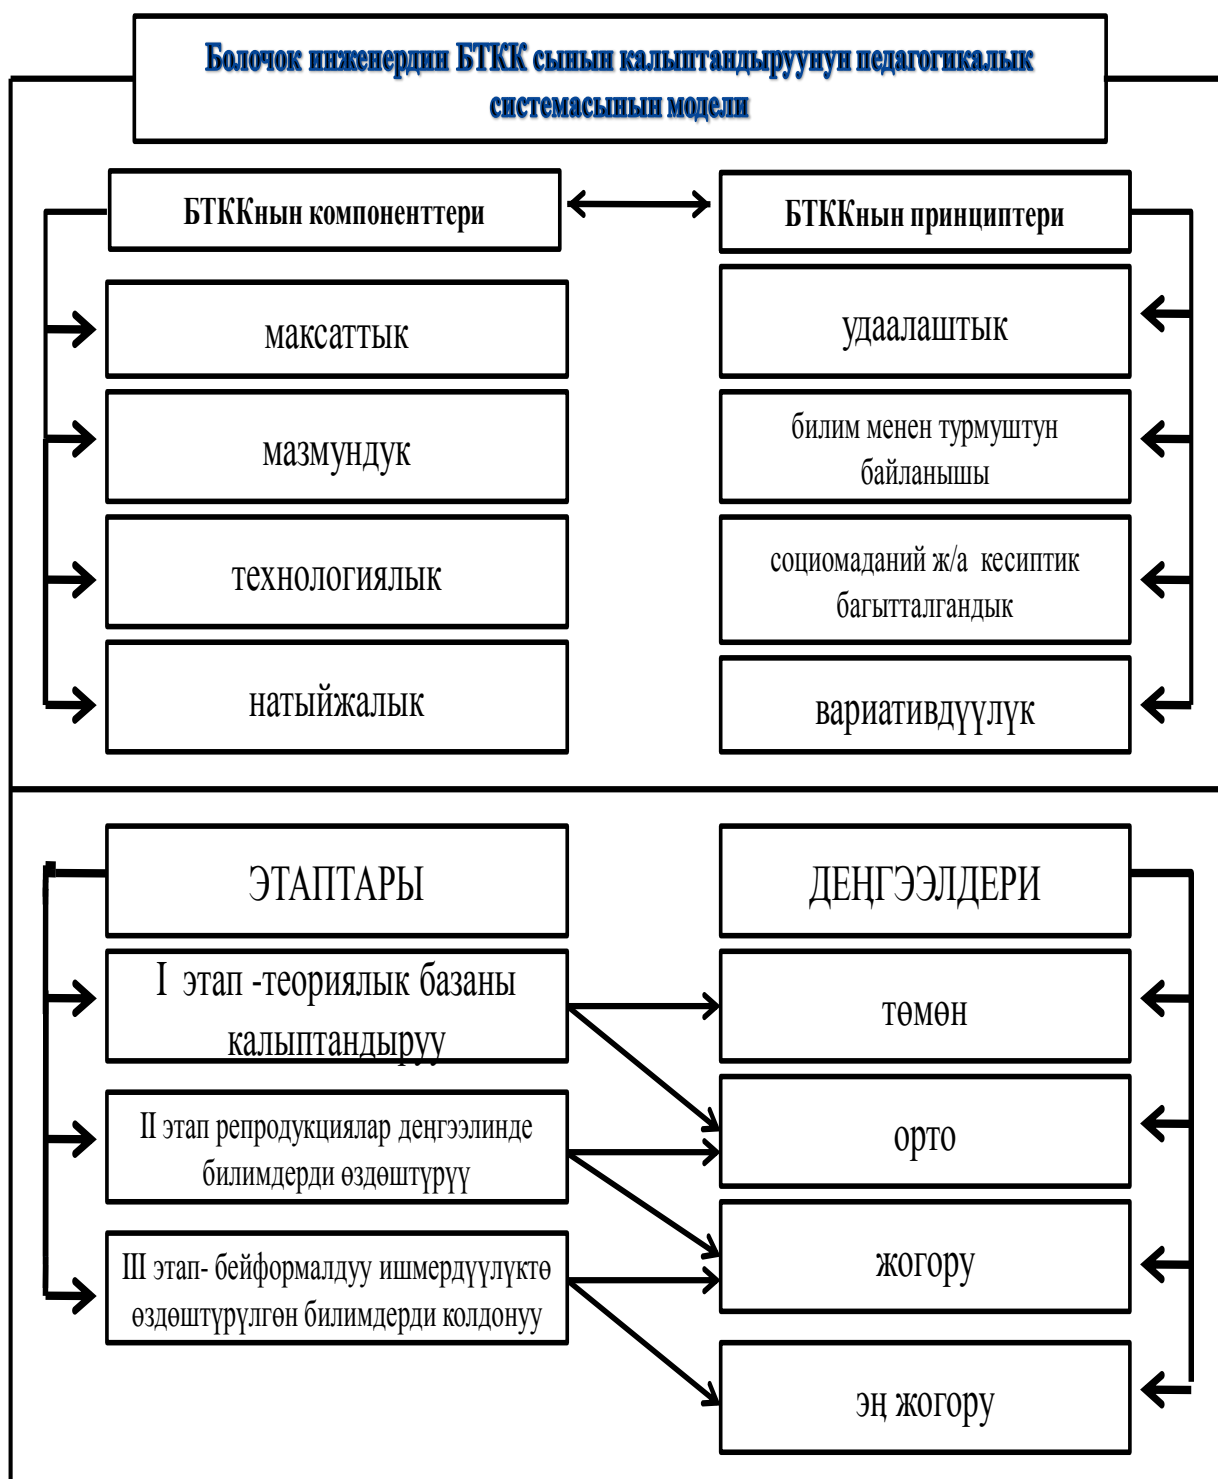 Болочок инженердин БТКК сынын калыптандыруунун педагогикалык
системасынын модели
БТККнын компоненттери
БТККнын принциптери
максаттык
удаалаштык
мазмундук
билим менен турмуштун
байланышы
технологиялык
социомаданий ж/а кесиптик
багытталгандык
натыйжалык
вариативдүүлүк
ЭТАПТАРЫ
ДЕҢГЭЭЛДЕРИ
I этап -теориялык базаны
калыптандыруу
төмөн
II этап репродукциялар деңгээлинде
билимдерди өздөштүрүү
орто
III этап- бейформалдуу ишмердүүлүктө
өздөштүрүлгөн билимдерди колдонуу
жогору
эң жогору